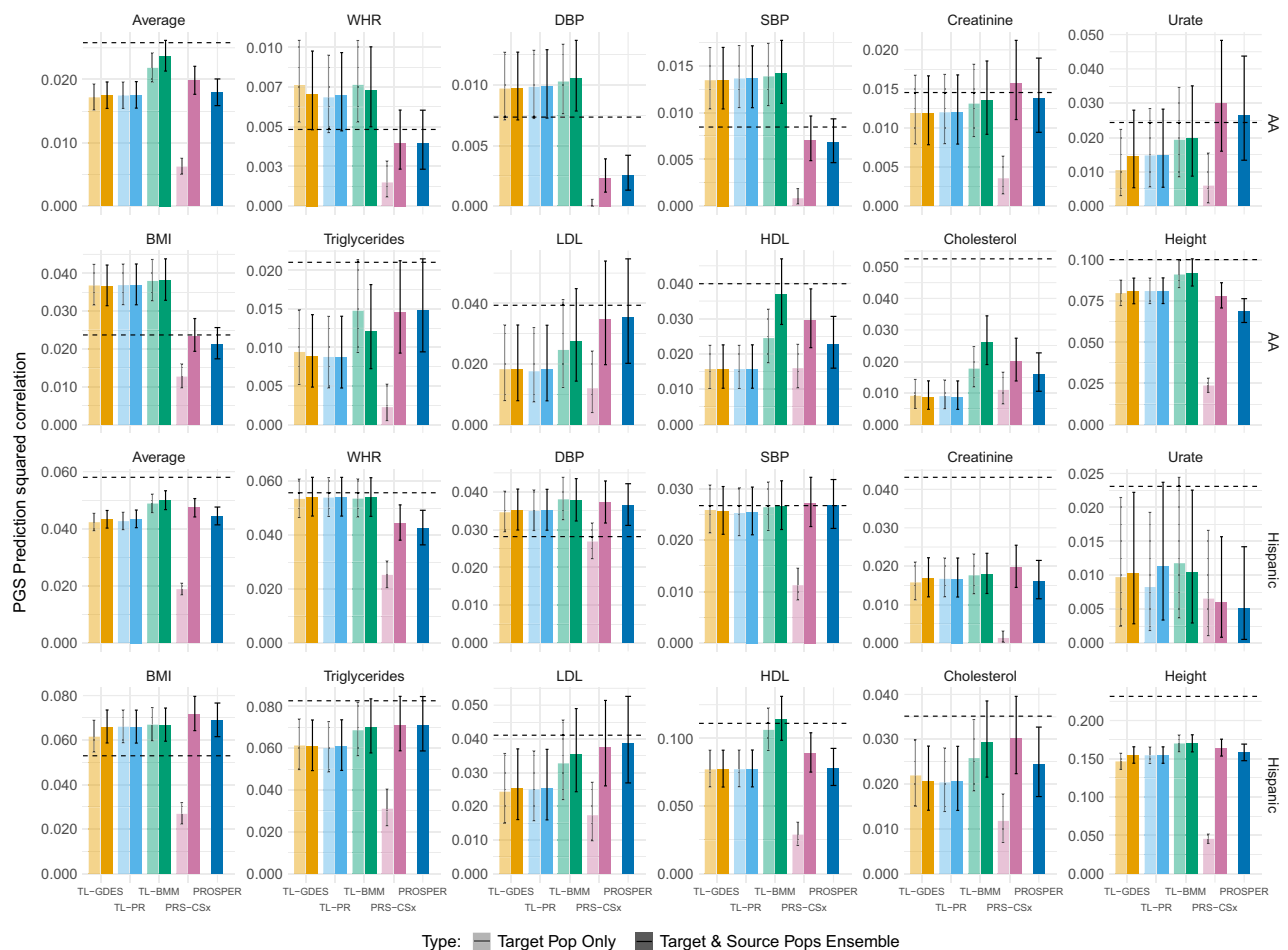 Average WHR DBP SBP Creatinine Urate
0.020 0.010 0.010 0.015 0.020 0.050
0.010 0.007 0.005 0.010 0.015 0.040
0.000 0.005 0.000 0.005 0.010 0.030
0.003 0.000 0.005 0.020
0.000 0.000 0.010
0.000
AA
BMI Triglycerides LDL HDL Cholesterol Height
0.040 0.020 0.040 0.040 0.050 0.100
0.030 0.015 0.020 0.030 0.040 0.075
0.020 0.010 0.000 0.020 0.030 0.050
0.010 0.005 0.010 0.020 0.025
0.000 0.000 0.000 0.010 0.000
0.000
AA
PGS Prediction squared correlation
Average WHR DBP SBP Creatinine Urate
0.060 0.060 0.040 0.030 0.040 0.025
0.040 0.040 0.030 0.020 0.030 0.020
0.020 0.020 0.020 0.010 0.020 0.015
0.000 0.000 0.010 0.000 0.010 0.010
0.000 0.000 0.005
0.000
Hispanic
BMI Triglycerides LDL HDL Cholesterol Height
0.080 0.080 0.050 0.100 0.040 0.200
0.060 0.060 0.040 0.050 0.030 0.150
0.040 0.040 0.030 0.000 0.020 0.100
0.020 0.020 0.020 0.010 0.050
0.000 0.000 0.010 0.000 0.000
0.000
Hispanic
TL−GDES TL−BMM PROSPER TL−GDES TL−BMM PROSPER TL−GDES TL−BMM PROSPER TL−GDES TL−BMM PROSPER TL−GDES TL−BMM PROSPER TL−GDES TL−BMM PROSPER
TL−PR PRS−CSx TL−PR PRS−CSx TL−PR PRS−CSx TL−PR PRS−CSx TL−PR PRS−CSx TL−PR PRS−CSx
Type: Target Pop Only Target & Source Pops Ensemble